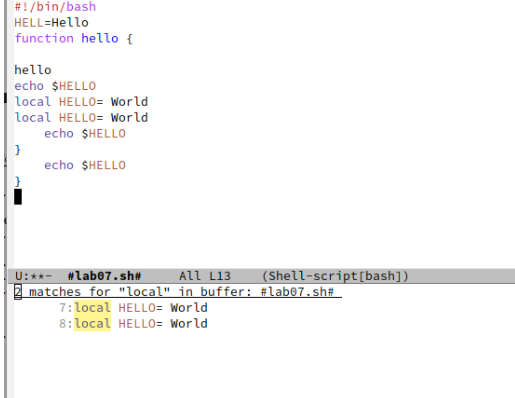 #!/bin/bash
HELL=Hello
function hello {
hello
echo $HELLO
local HELLO= World
local HELLO= World
    echo $HELLO
}
    echo $HELLO
}
U:**-  #lab07.sh#     All L13    (Shell-script[bash])
2 matches for "local" in buffer: #lab07.sh#
      7:local HELLO= World
      8:local HELLO= World